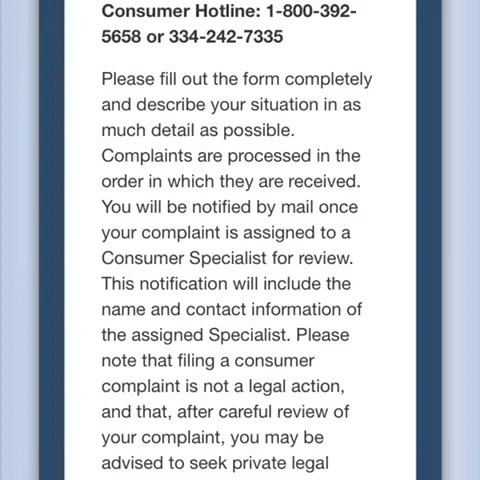 Consumer Hotline: 1-800-392-
5658 or 334-242-7335
Please fill out the form completely
and describe your situation in as
much detail as possible.
Complaints are processed in the
order in which they are received.
You will be notified by mail once
your complaint is assigned to a
Consumer Specialist for review.
This notification will include the
name and contact information of
the assigned Specialist. Please
note that filing a consumer
complaint is not a legal action,
and that, after careful review of
your complaint, you may be
advised to seek private legal